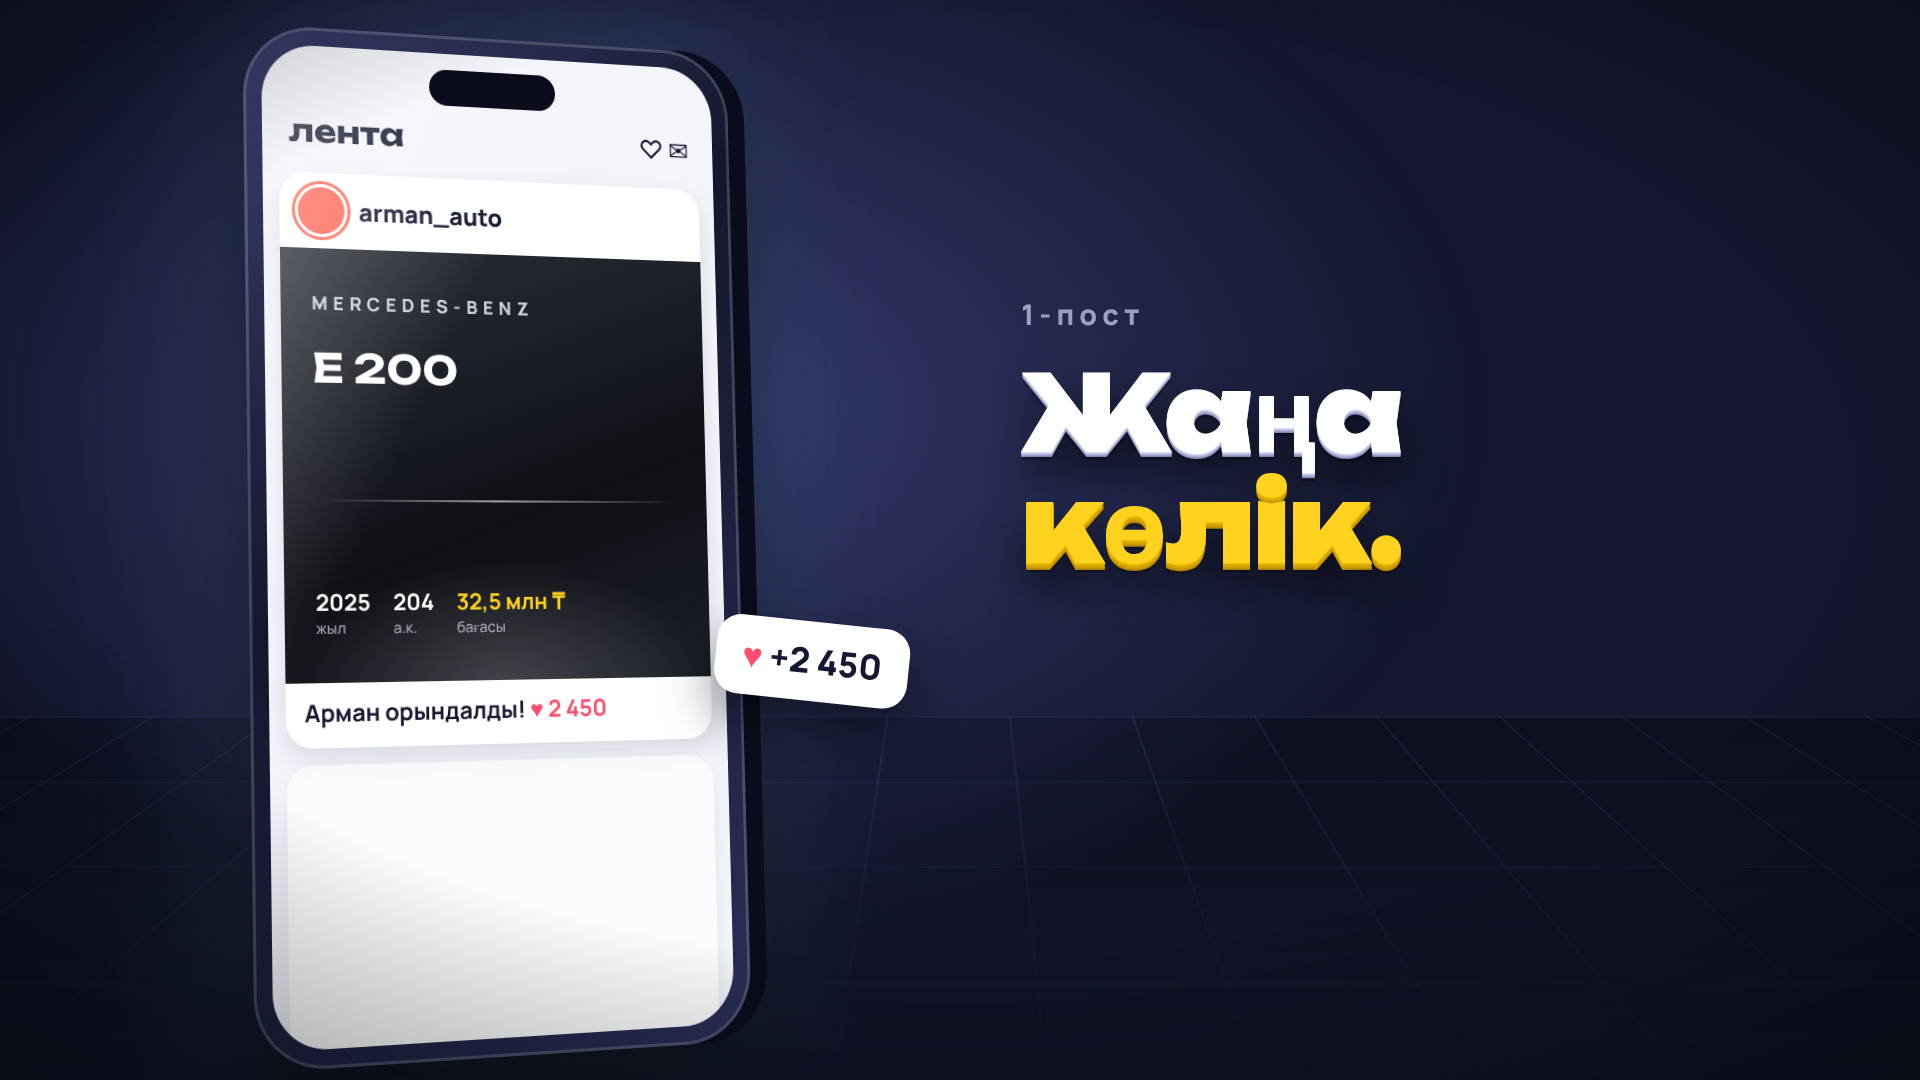 лента
♡ ✉
arman_auto
MERCEDES-BENZ
E 200
2025 204 32,5 млн ₸
жыл а.к. бағасы
Арман орындалды! ♥ 2 450
♥ +2 450
1-пост
Жаңа
көлік.